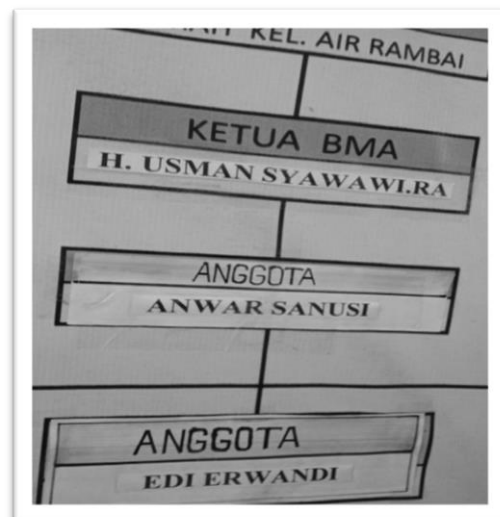 KEL. AIR RAMBAI
KETUA BMA
H. USMAN SYAWAWI.RA
ANGGOTA
ANWAR SANUSI
ANGGOTA
EDI ERWANDI